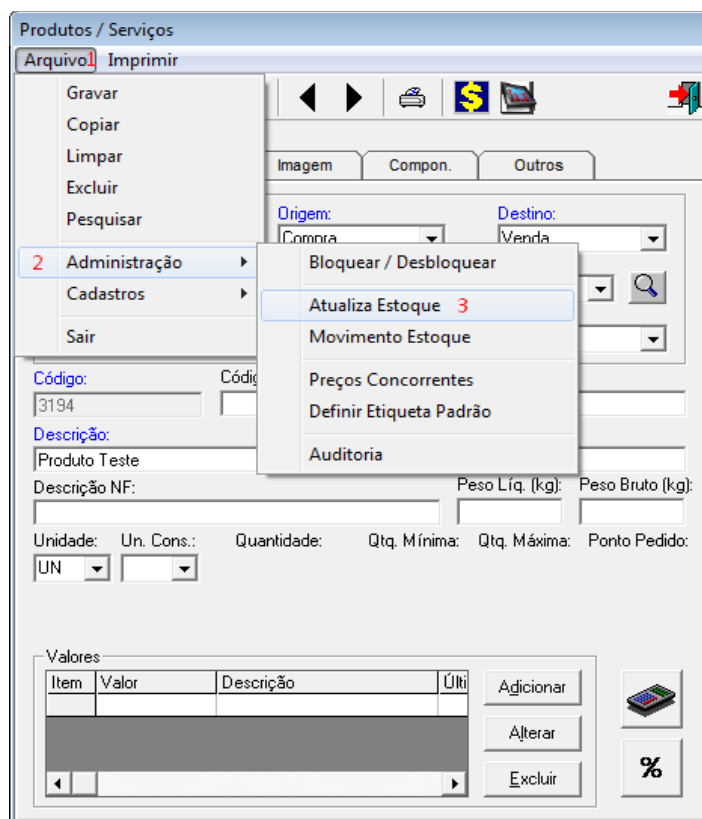 Produtos / Serviços
Arquivo 1 Imprimir
Gravar
Copiar
Limpar
Excluir
Pesquisar
2 Administração
Cadastros
Sair
Imagem Compon. Outros
Origem: Destino:
Compra Venda
Bloquear / Desbloquear
Atualiza Estoque 3
Movimento Estoque
Preços Concorrentes
Definir Etiqueta Padrão
Auditoria
Código:
3194
Descrição:
Produto Teste
Descrição NF: Peso Líq. (kg): Peso Bruto (kg):
Unidade: Un. Cons.: Quantidade: Qtq. Mínima: Qtq. Máxima: Ponto Pedido:
UN
Valores
Item Valor Descrição Últi
Adicionar
Alterar
Excluir
%